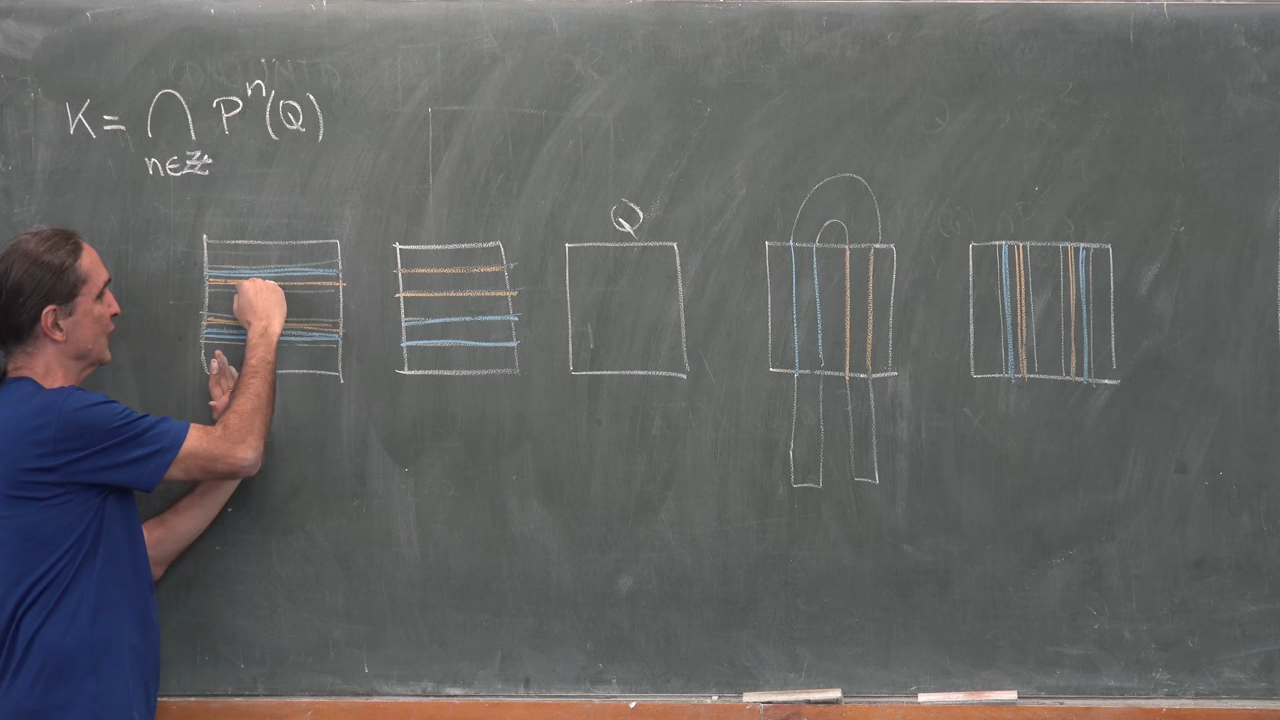 K = ⋂ Pⁿ(Q)
n∈ℤ
Q